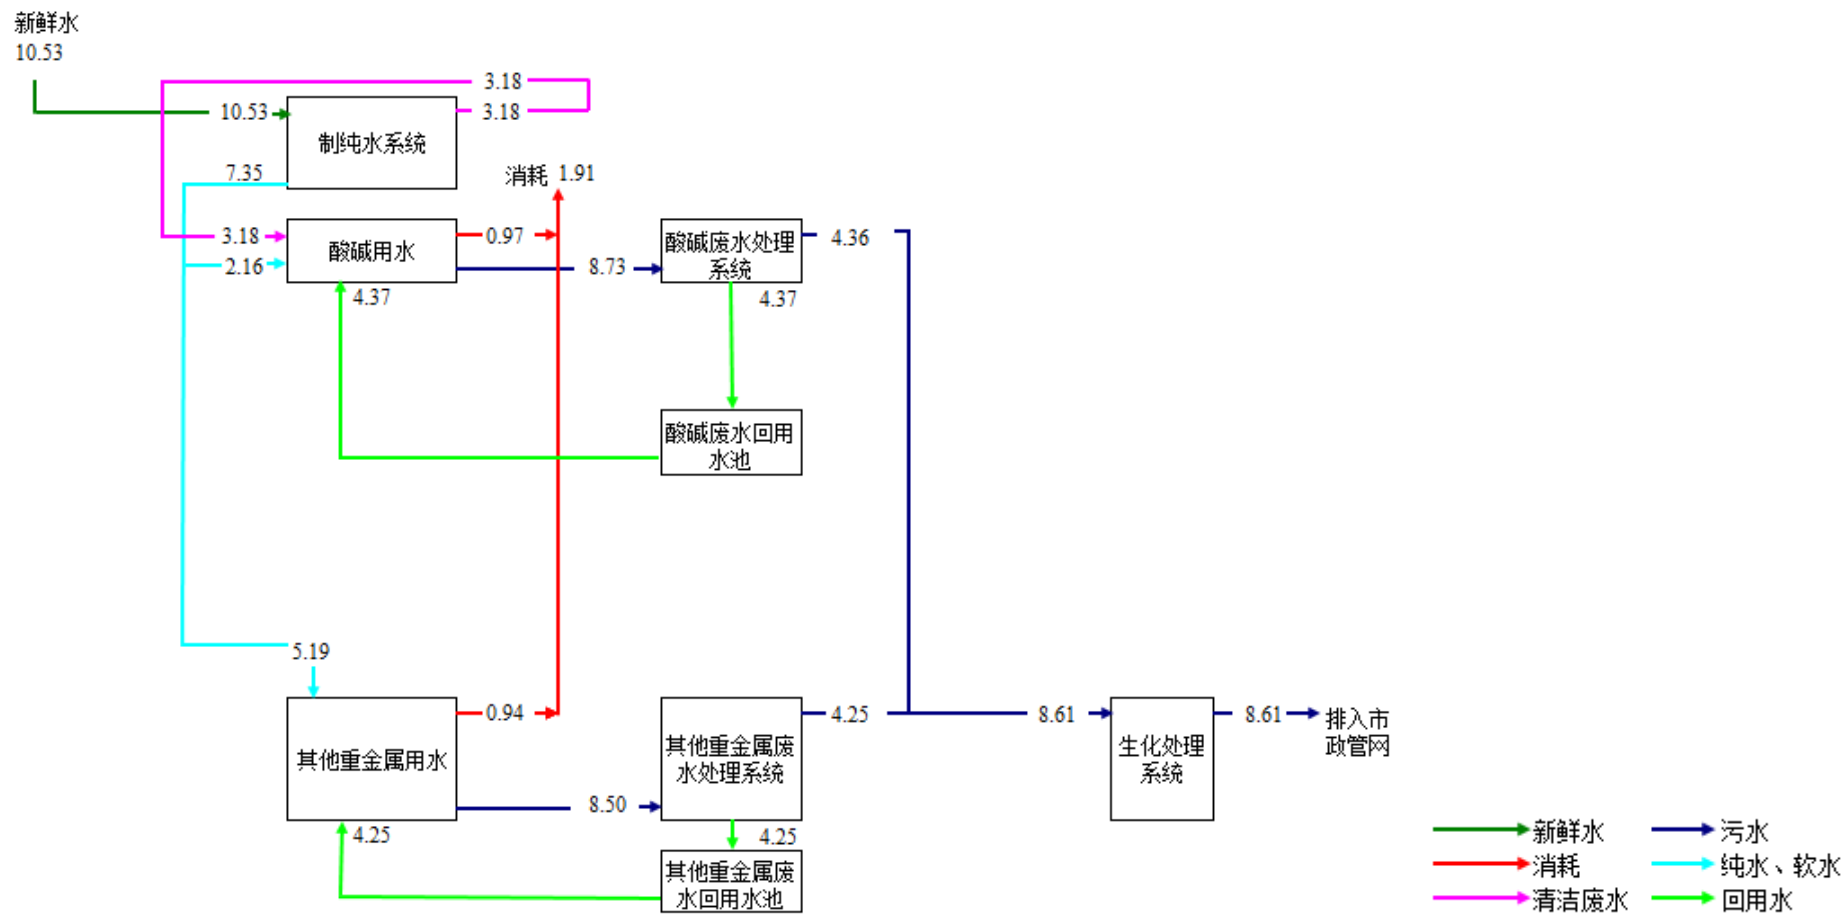 新鲜水
10.53
3.18
10.53
3.18
制纯水系统
7.35
消耗 1.91
3.18
酸碱用水
0.97
2.16
8.73
酸碱废水处理
系统
4.36
4.37
4.37
酸碱废水回用
水池
5.19
其他重金属用水
0.94
8.50
其他重金属废
水处理系统
4.25
8.61
生化处理
系统
8.61
排入市
政管网
4.25
4.25
其他重金属废
水回用水池
新鲜水
污水
消耗
纯水、软水
清洁废水
回用水